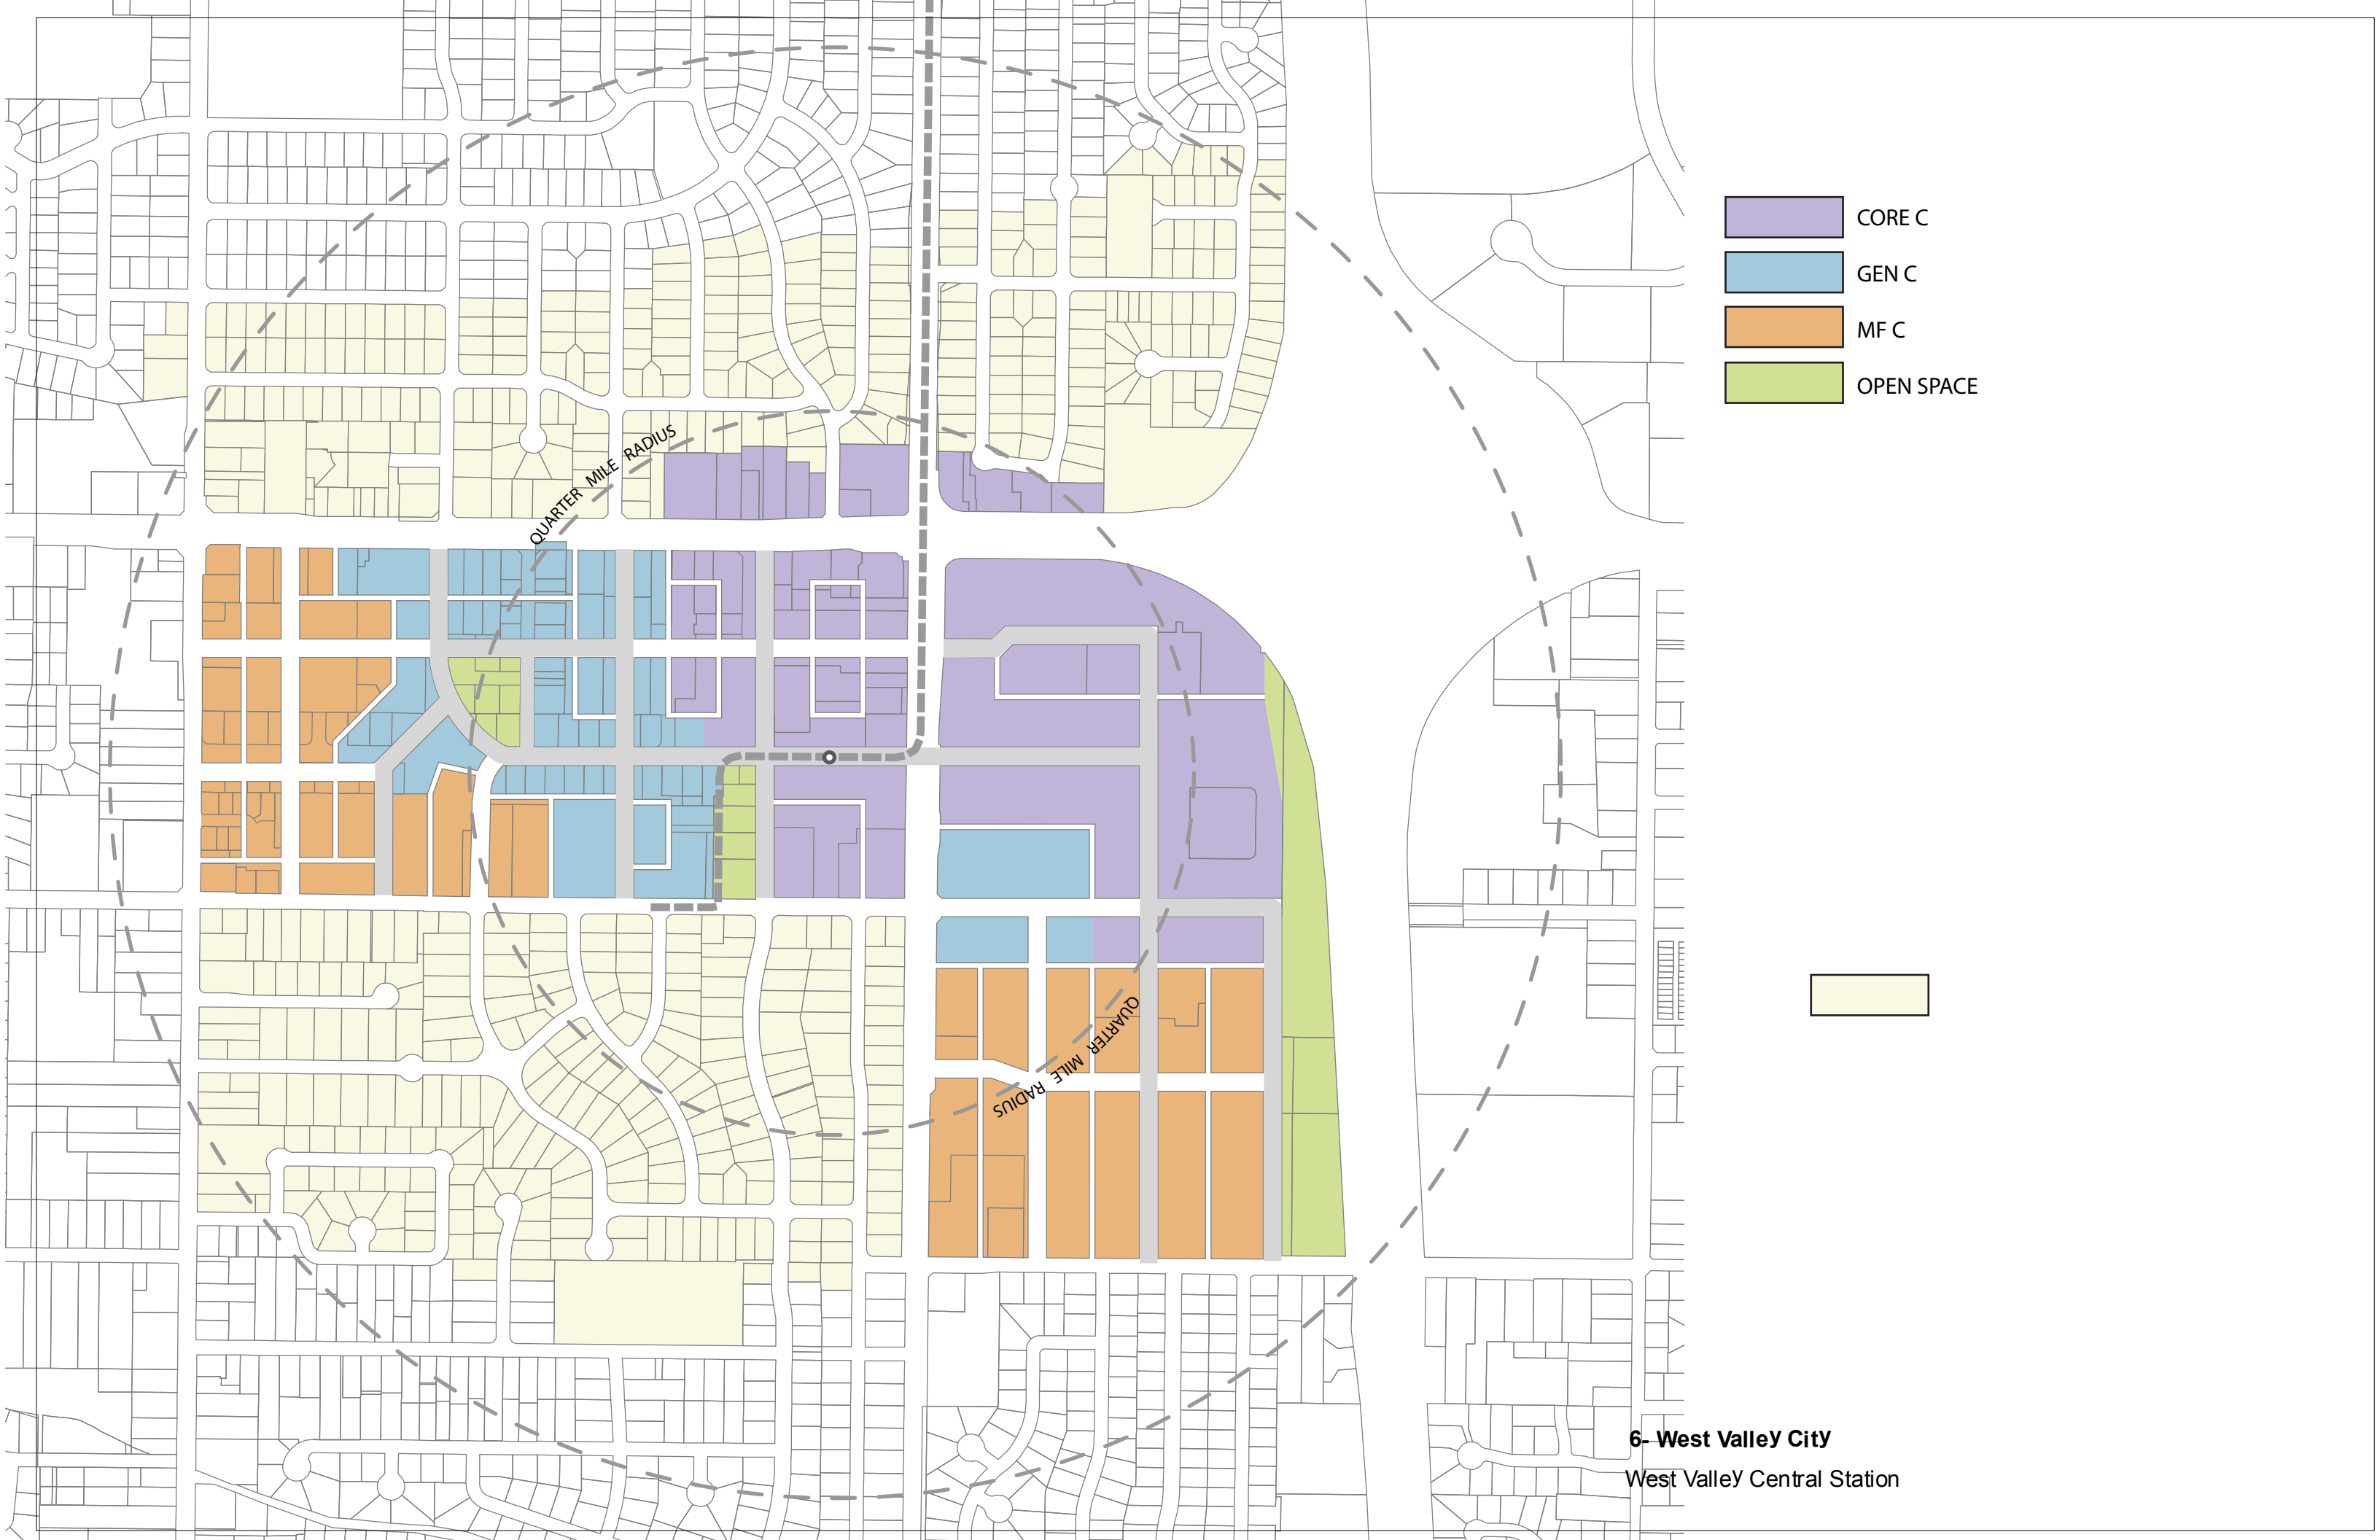 CORE C
GEN C
MF C
OPEN SPACE
QUARTER MILE RADIUS
QUARTER MILE RADIUS
6- West Valley City
West Valley Central Station